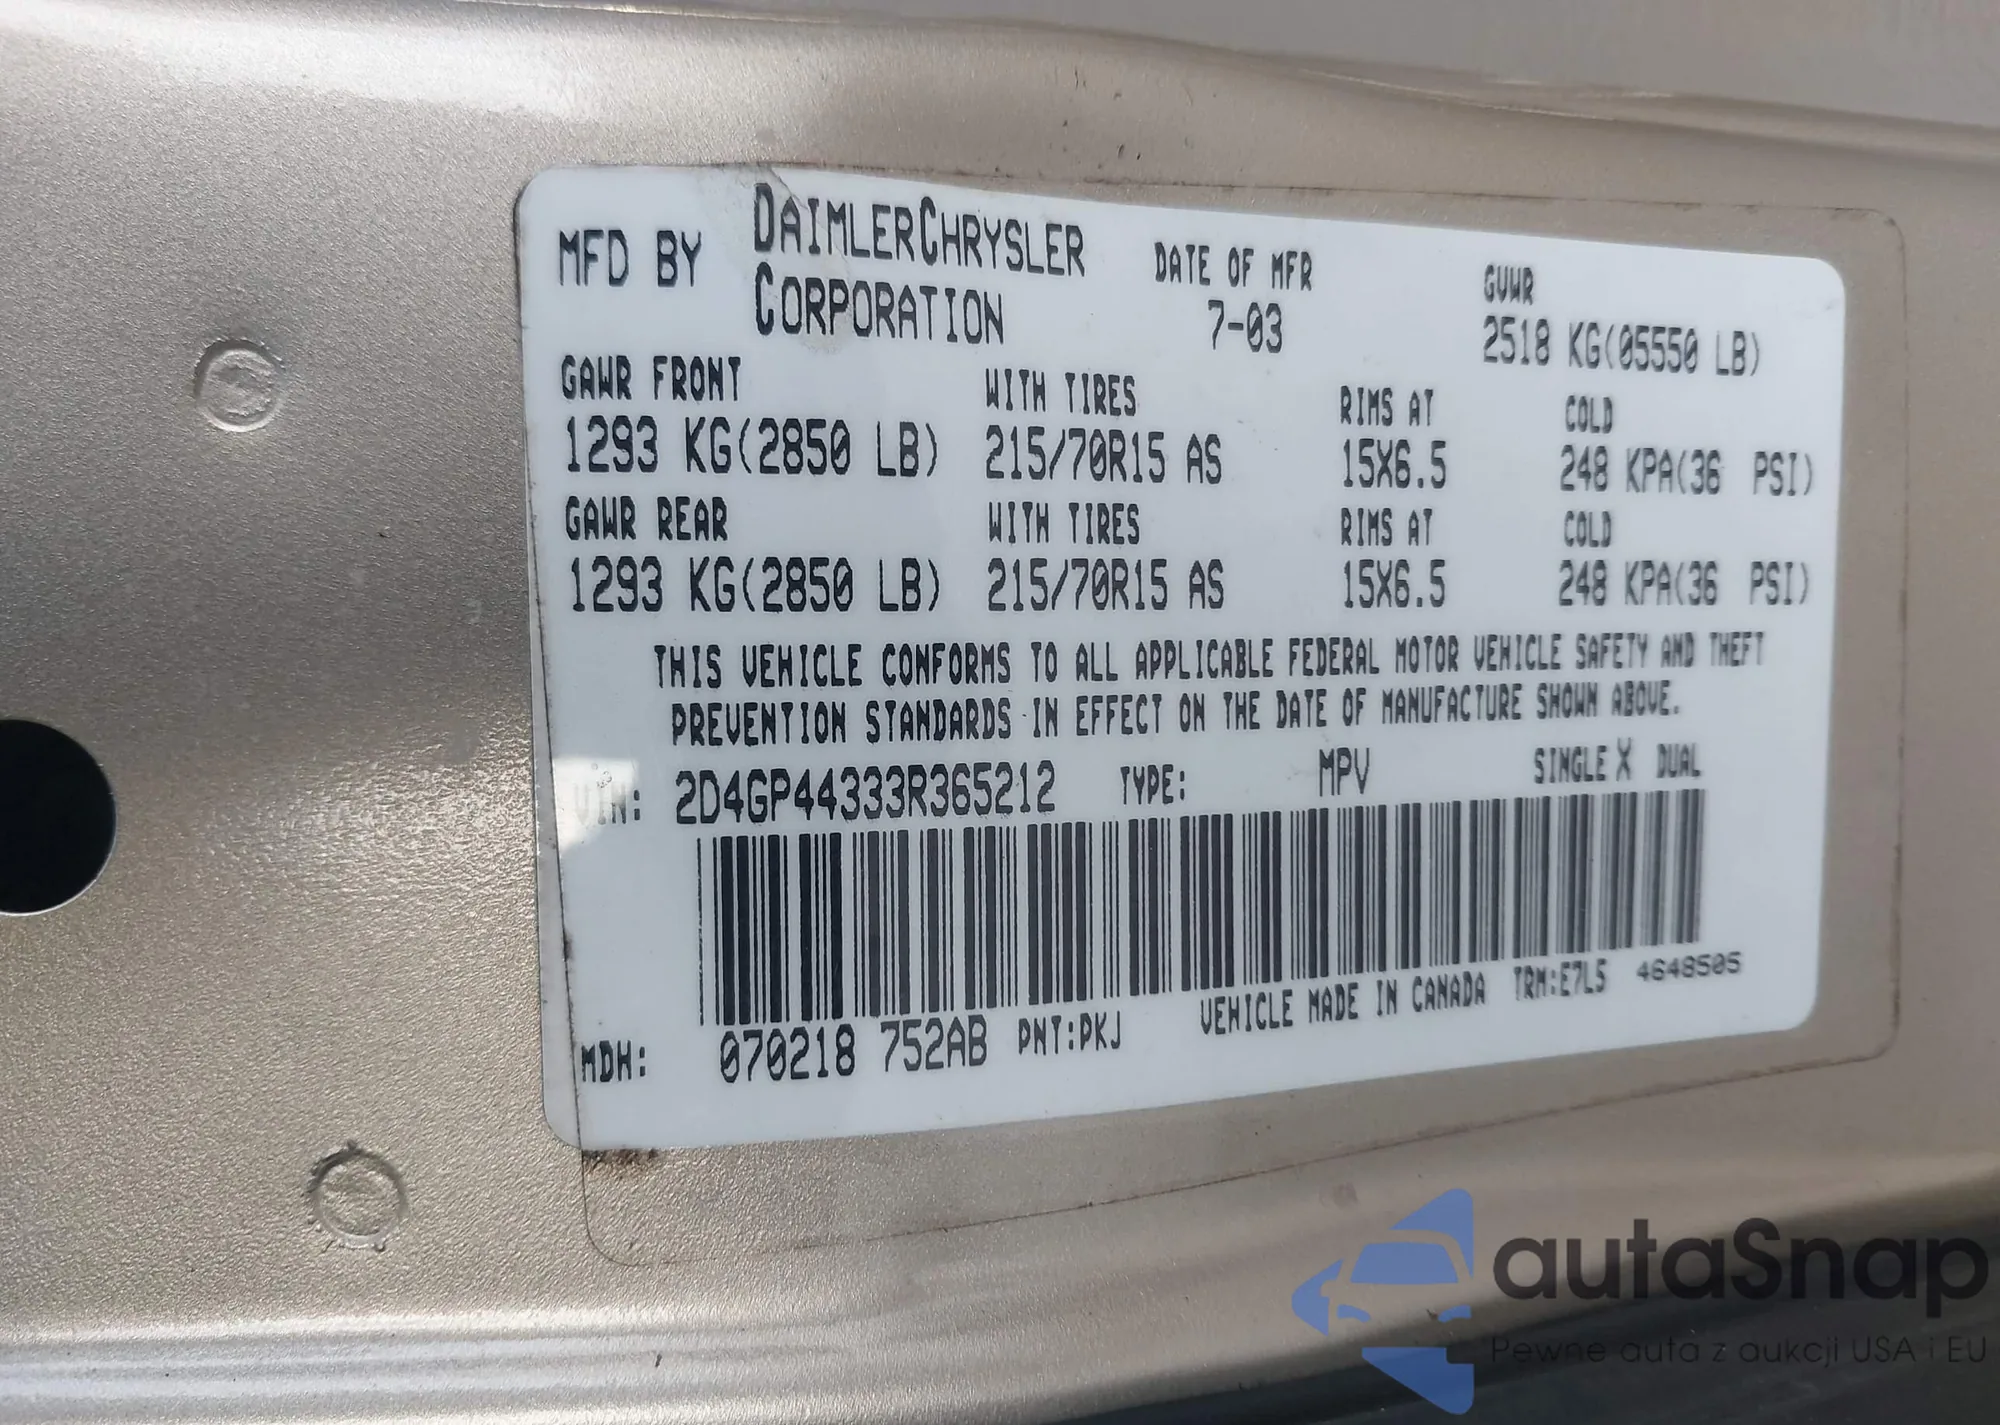 MFD BY DAIMLERCHRYSLER CORPORATION
DATE OF MFR
7-03
GVWR
2518 KG(05550 LB)
GAWR FRONT WITH TIRES RIMS AT COLD
1293 KG(2850 LB) 215/70R15 AS 15X6.5 248 KPA(36 PSI)
GAWR REAR WITH TIRES RIMS AT COLD
1293 KG(2850 LB) 215/70R15 AS 15X6.5 248 KPA(36 PSI)
THIS VEHICLE CONFORMS TO ALL APPLICABLE FEDERAL MOTOR VEHICLE SAFETY AND THEFT
PREVENTION STANDARDS IN EFFECT ON THE DATE OF MANUFACTURE SHOWN ABOVE.
VIN: 2D4GP44333R365212 TYPE: MPV SINGLE X DUAL
MDH: 070218 752AB PNT:PKJ VEHICLE MADE IN CANADA TRM:E7L5 4648505
autaSnap
Pewne auta z aukcji USA i EU